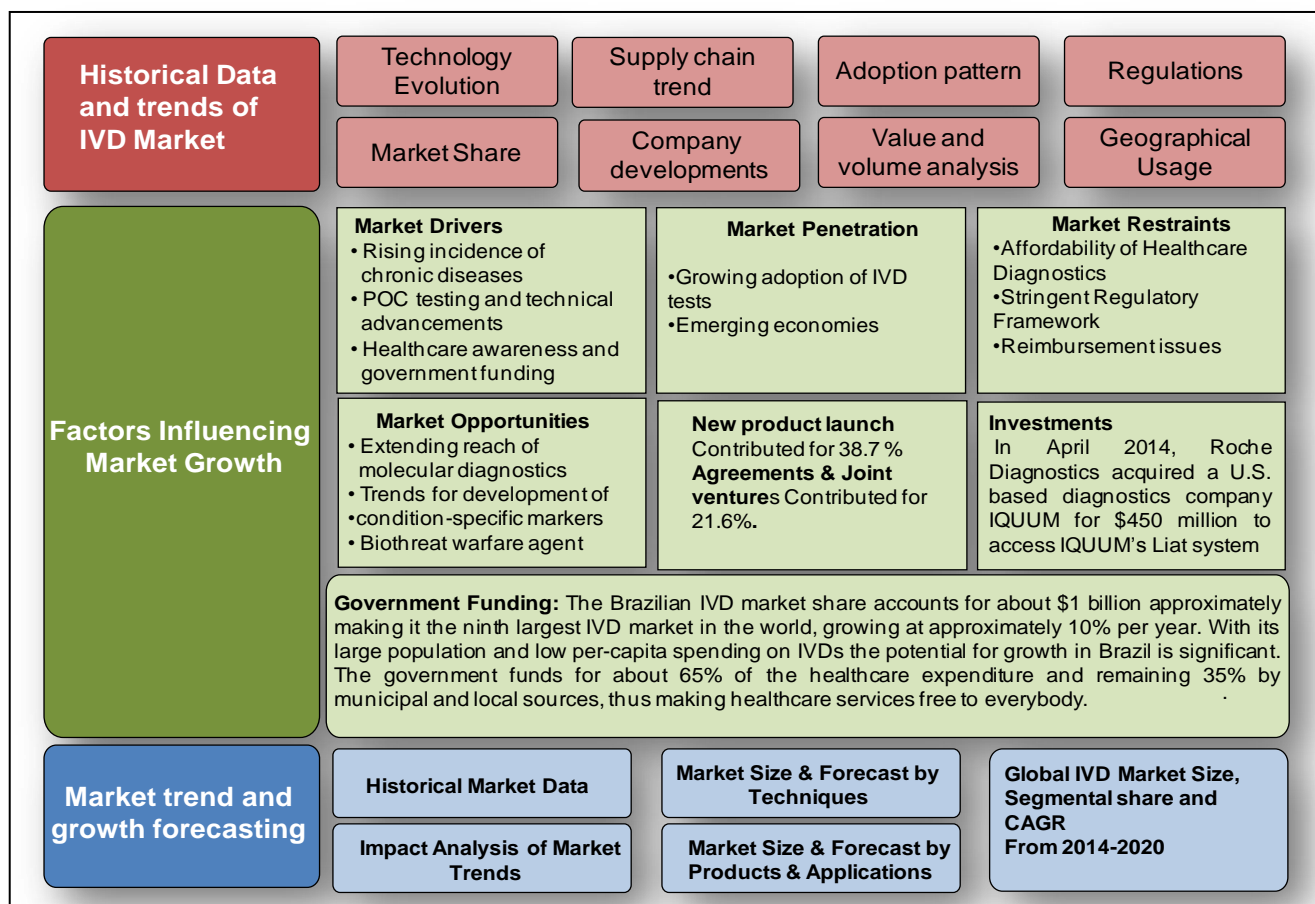 Historical Data
and trends of
IVD Market
Technology
Evolution
Supply chain
trend
Adoption pattern
Regulations
Market Share
Company
developments
Value and
volume analysis
Geographical
Usage
Factors Influencing
Market Growth
Market Drivers
• Rising incidence of
chronic diseases
• POC testing and technical
advancements
• Healthcare awareness and
government funding
Market Penetration
•Growing adoption of IVD
tests
•Emerging economies
Market Restraints
•Affordability of Healthcare
Diagnostics
•Stringent Regulatory
Framework
•Reimbursement issues
Market Opportunities
• Extending reach of
molecular diagnostics
• Trends for development of
•condition-specific markers
• Biothreat warfare agent
New product launch
Contributed for 38.7 %
Agreements & Joint
ventures Contributed for
21.6%.
Investments
In April 2014, Roche
Diagnostics acquired a U.S.
based diagnostics company
IQUUM for $450 million to
access IQUUM's Liat system
Government Funding: The Brazilian IVD market share accounts for about $1 billion approximately
making it the ninth largest IVD market in the world, growing at approximately 10% per year. With its
large population and low per-capita spending on IVDs the potential for growth in Brazil is significant.
The government funds for about 65% of the healthcare expenditure and remaining 35% by
municipal and local sources, thus making healthcare services free to everybody. .
Market trend and
growth forecasting
Historical Market Data
Market Size & Forecast by
Techniques
Global IVD Market Size,
Segmental share and
CAGR
From 2014-2020
Impact Analysis of Market
Trends
Market Size & Forecast by
Products & Applications